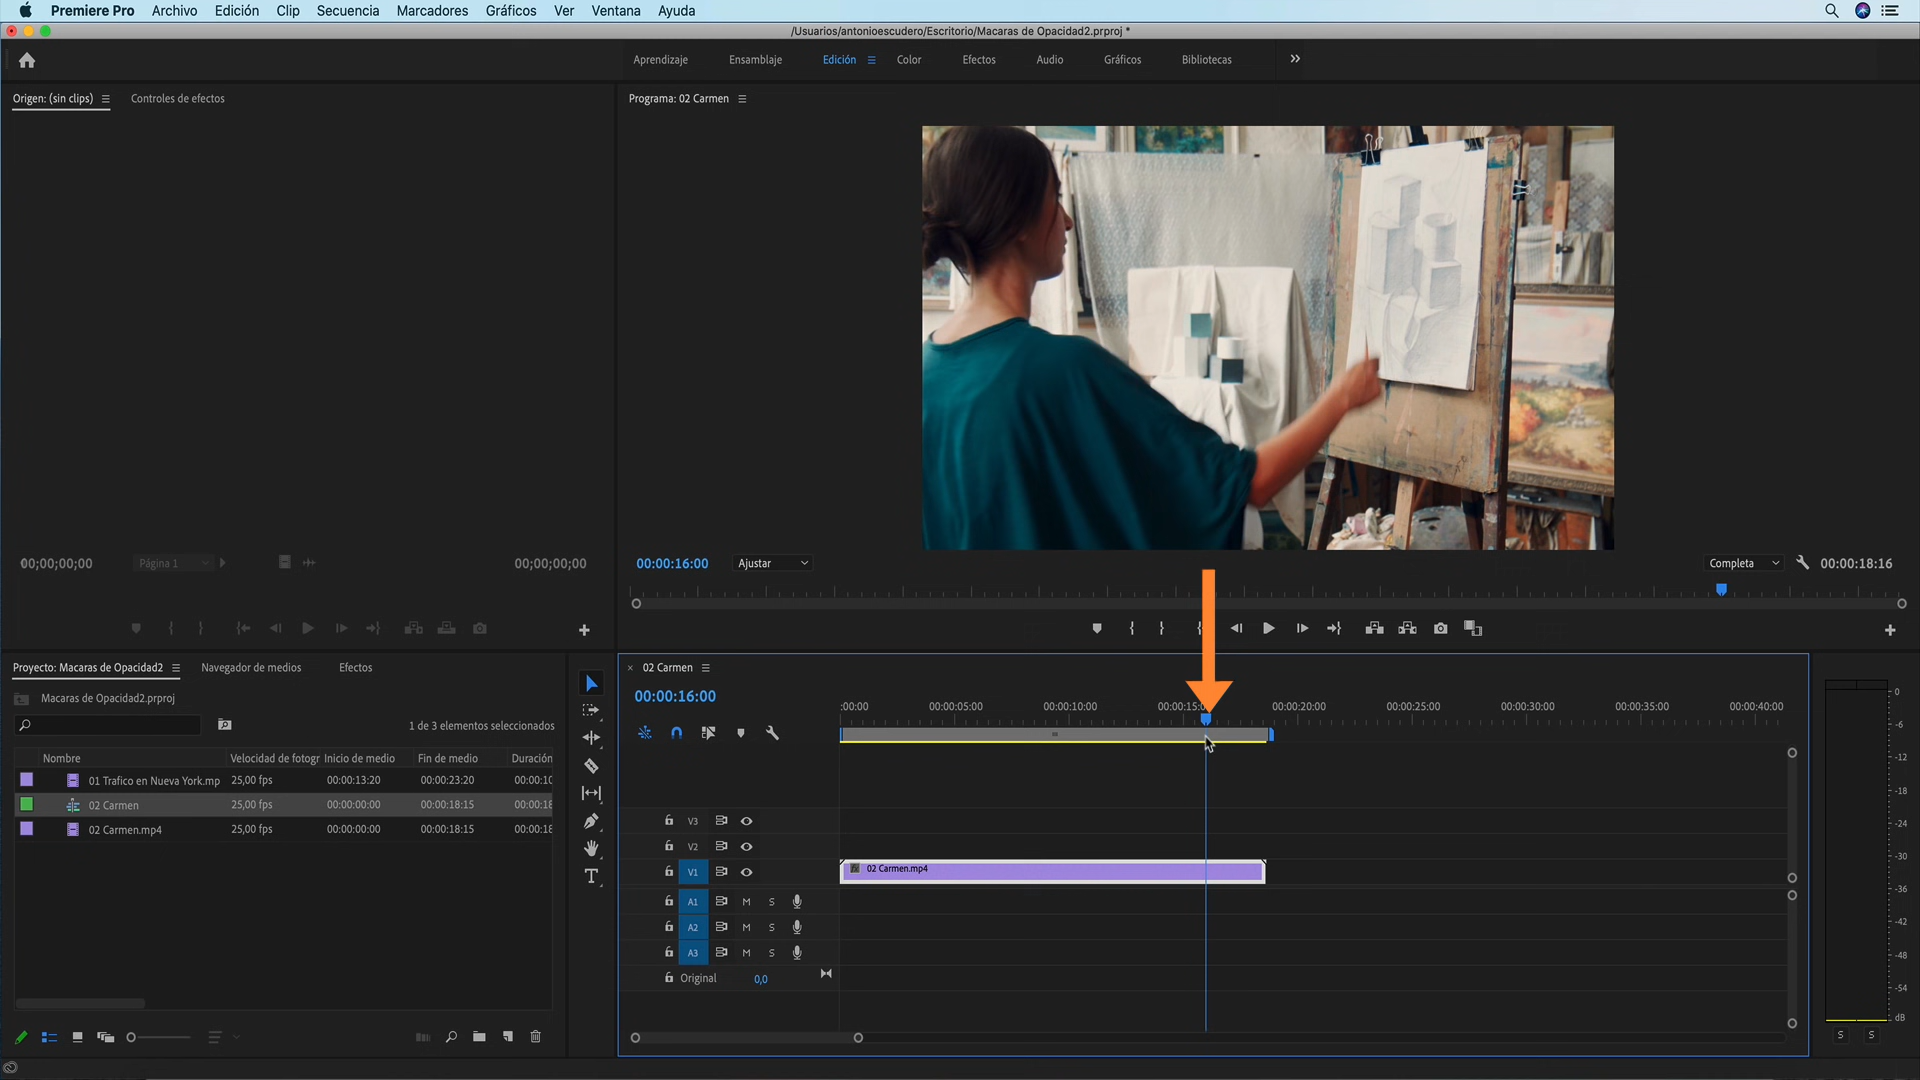 Premiere Pro Archivo Edición Clip Secuencia Marcadores Gráficos Ver Ventana Ayuda
/Usuarios/antonioescudero/Escritorio/Macaras de Opacidad2.prproj *
Aprendizaje Ensamblaje Edición Color Efectos Audio Gráficos Bibliotecas
Origen: (sin clips) Controles de efectos
Programa: 02 Carmen
00;00;00;00 Página 1 00;00;00;00
00:00:16:00 Ajustar Completa 00:00:18:16
Proyecto: Macaras de Opacidad2 Navegador de medios Efectos
Macaras de Opacidad2.prproj
1 de 3 elementos seleccionados
Nombre Velocidad de fotogr Inicio de medio Fin de medio Duración
01 Trafico en Nueva York.mp 25,00 fps 00:00:13:20 00:00:23:20 00:00:10
02 Carmen 25,00 fps 00:00:00:00 00:00:18:15 00:00:18
02 Carmen.mp4 25,00 fps 00:00:00:00 00:00:18:15 00:00:18
02 Carmen
00:00:16:00
:00:00 00:00:05:00 00:00:10:00 00:00:15:00 00:00:20:00 00:00:25:00 00:00:30:00 00:00:35:00 00:00:40:00
V3
V2
V1 02 Carmen.mp4
A1 M S
A2 M S
A3 M S
Original 0,0
0
-6
-12
-18
-24
-30
-36
-42
-48
-54
dB
S S